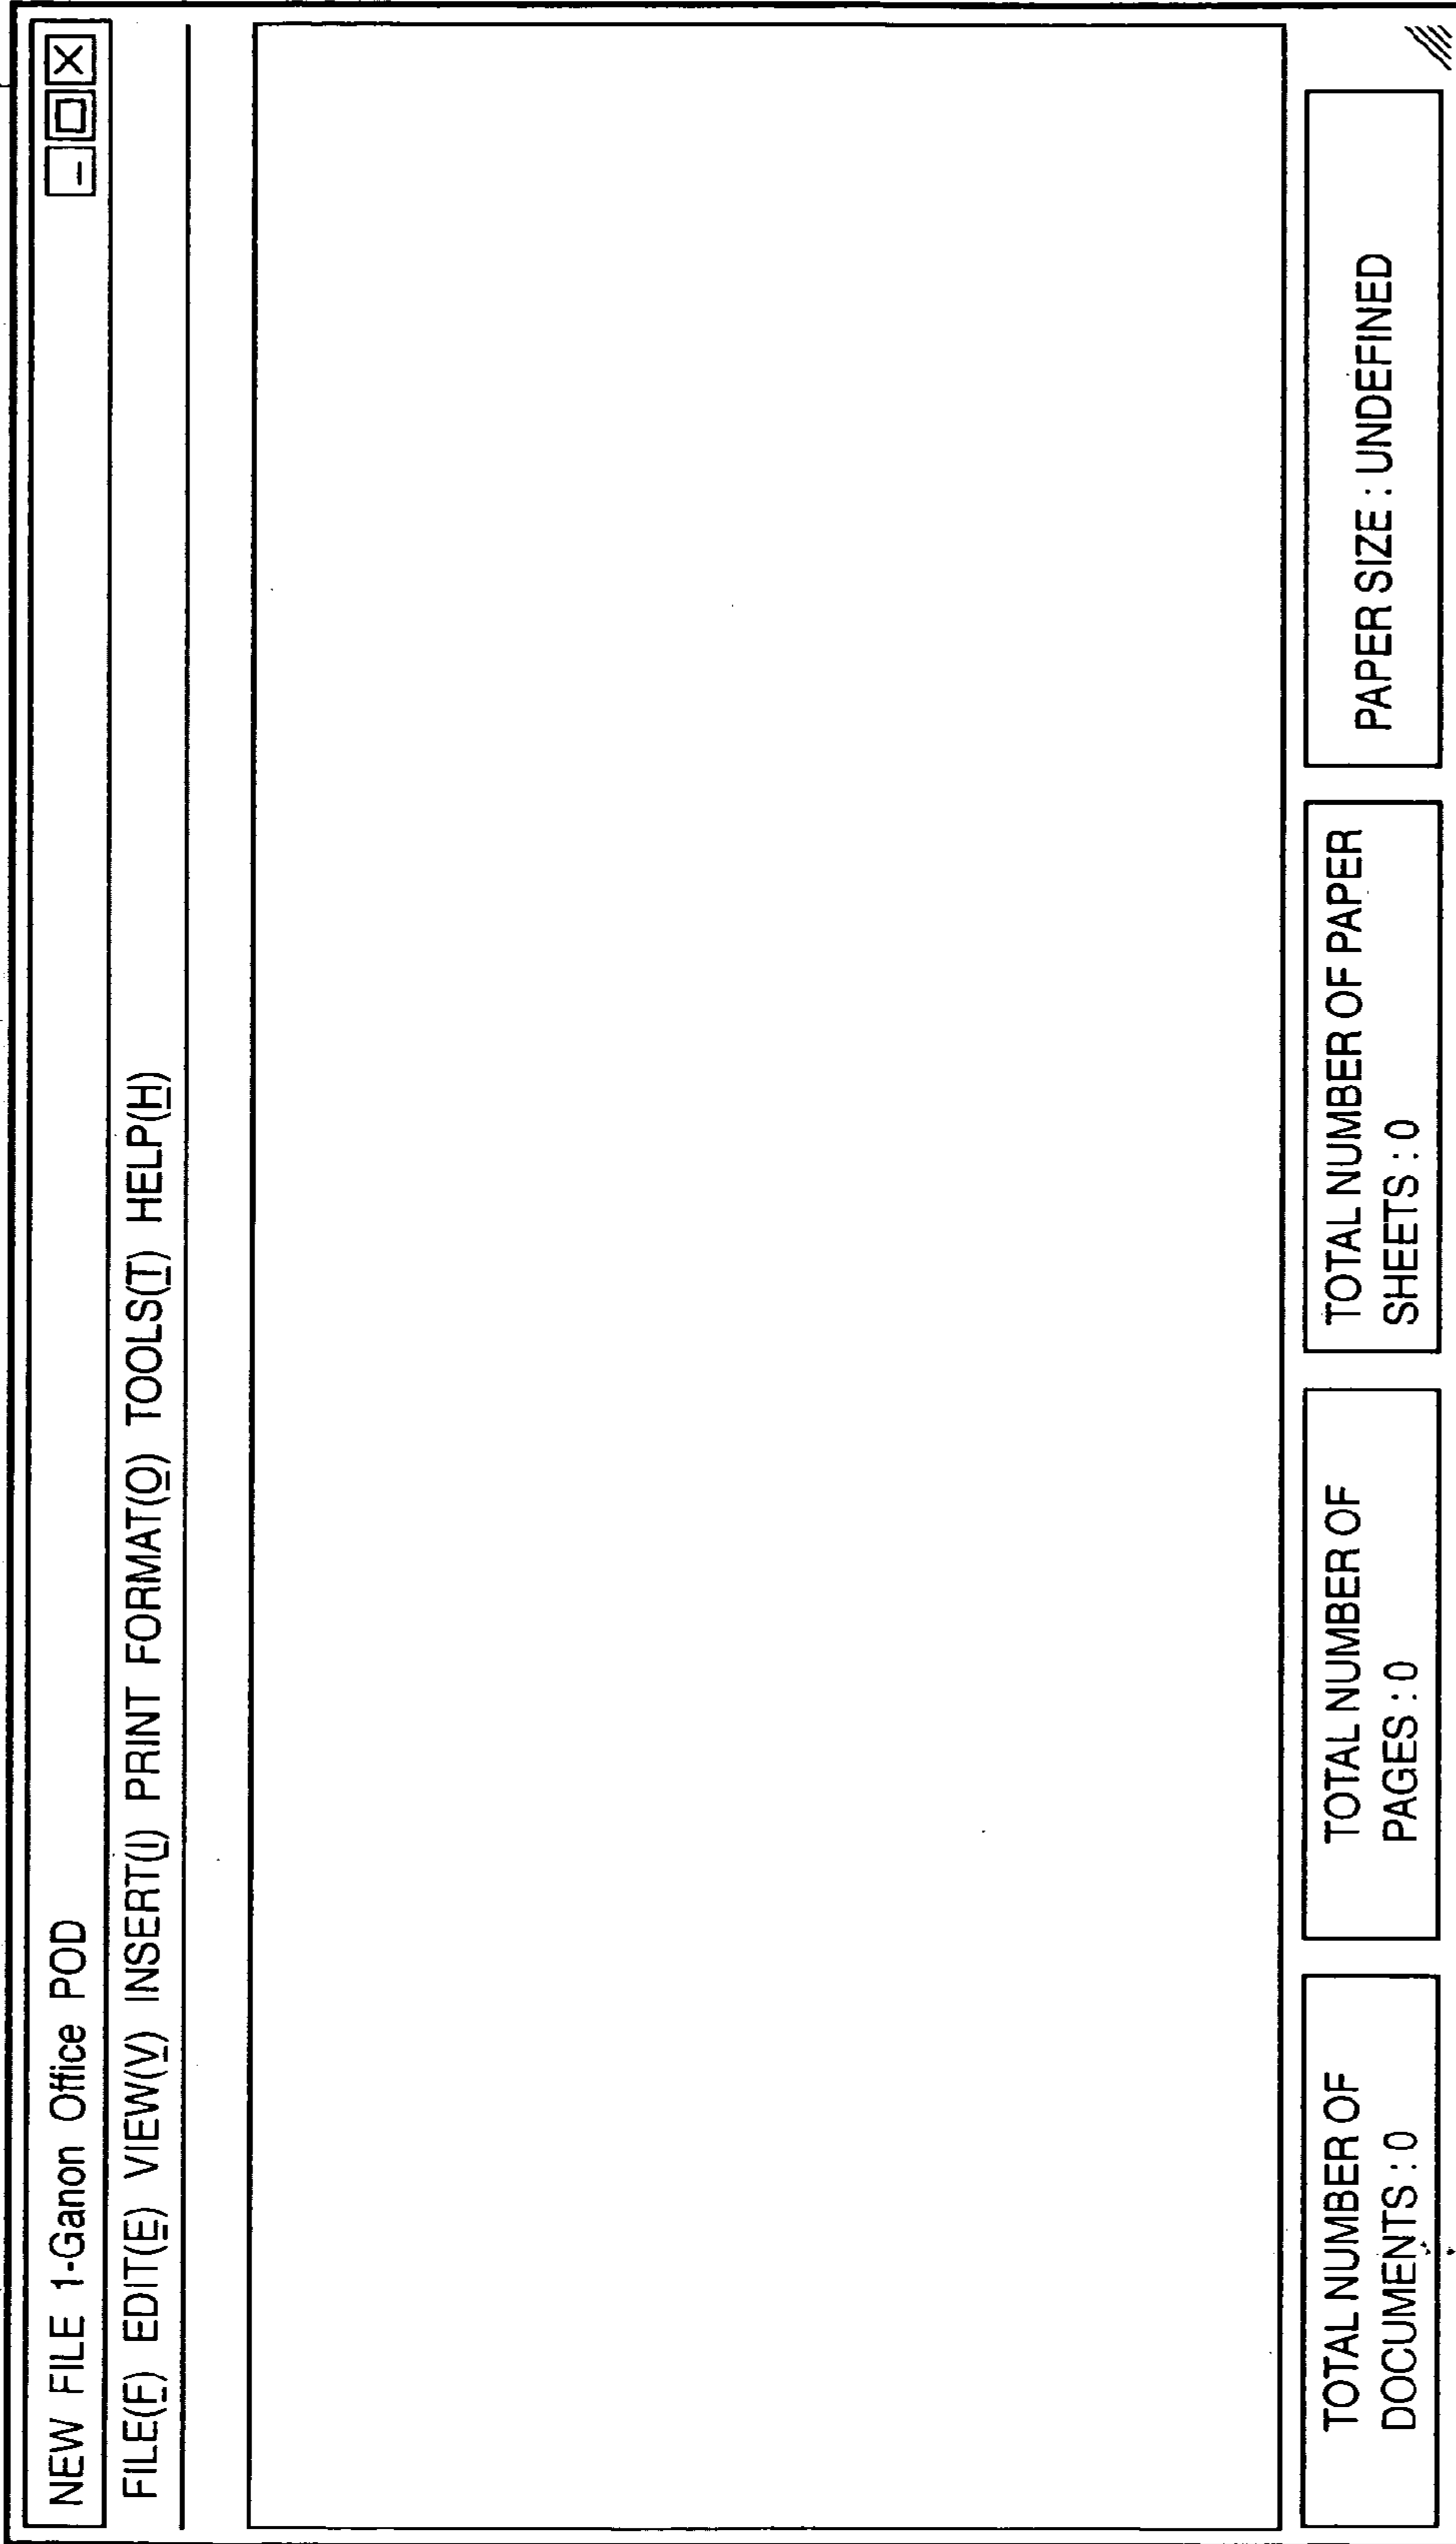 NEW FILE 1-Ganon Office POD
FILE(F) EDIT(E) VIEW(V) INSERT(I) PRINT FORMAT(O) TOOLS(T) HELP(H)
TOTAL NUMBER OF
DOCUMENTS : 0
TOTAL NUMBER OF
PAGES : 0
TOTAL NUMBER OF PAPER
SHEETS : 0
PAPER SIZE : UNDEFINED